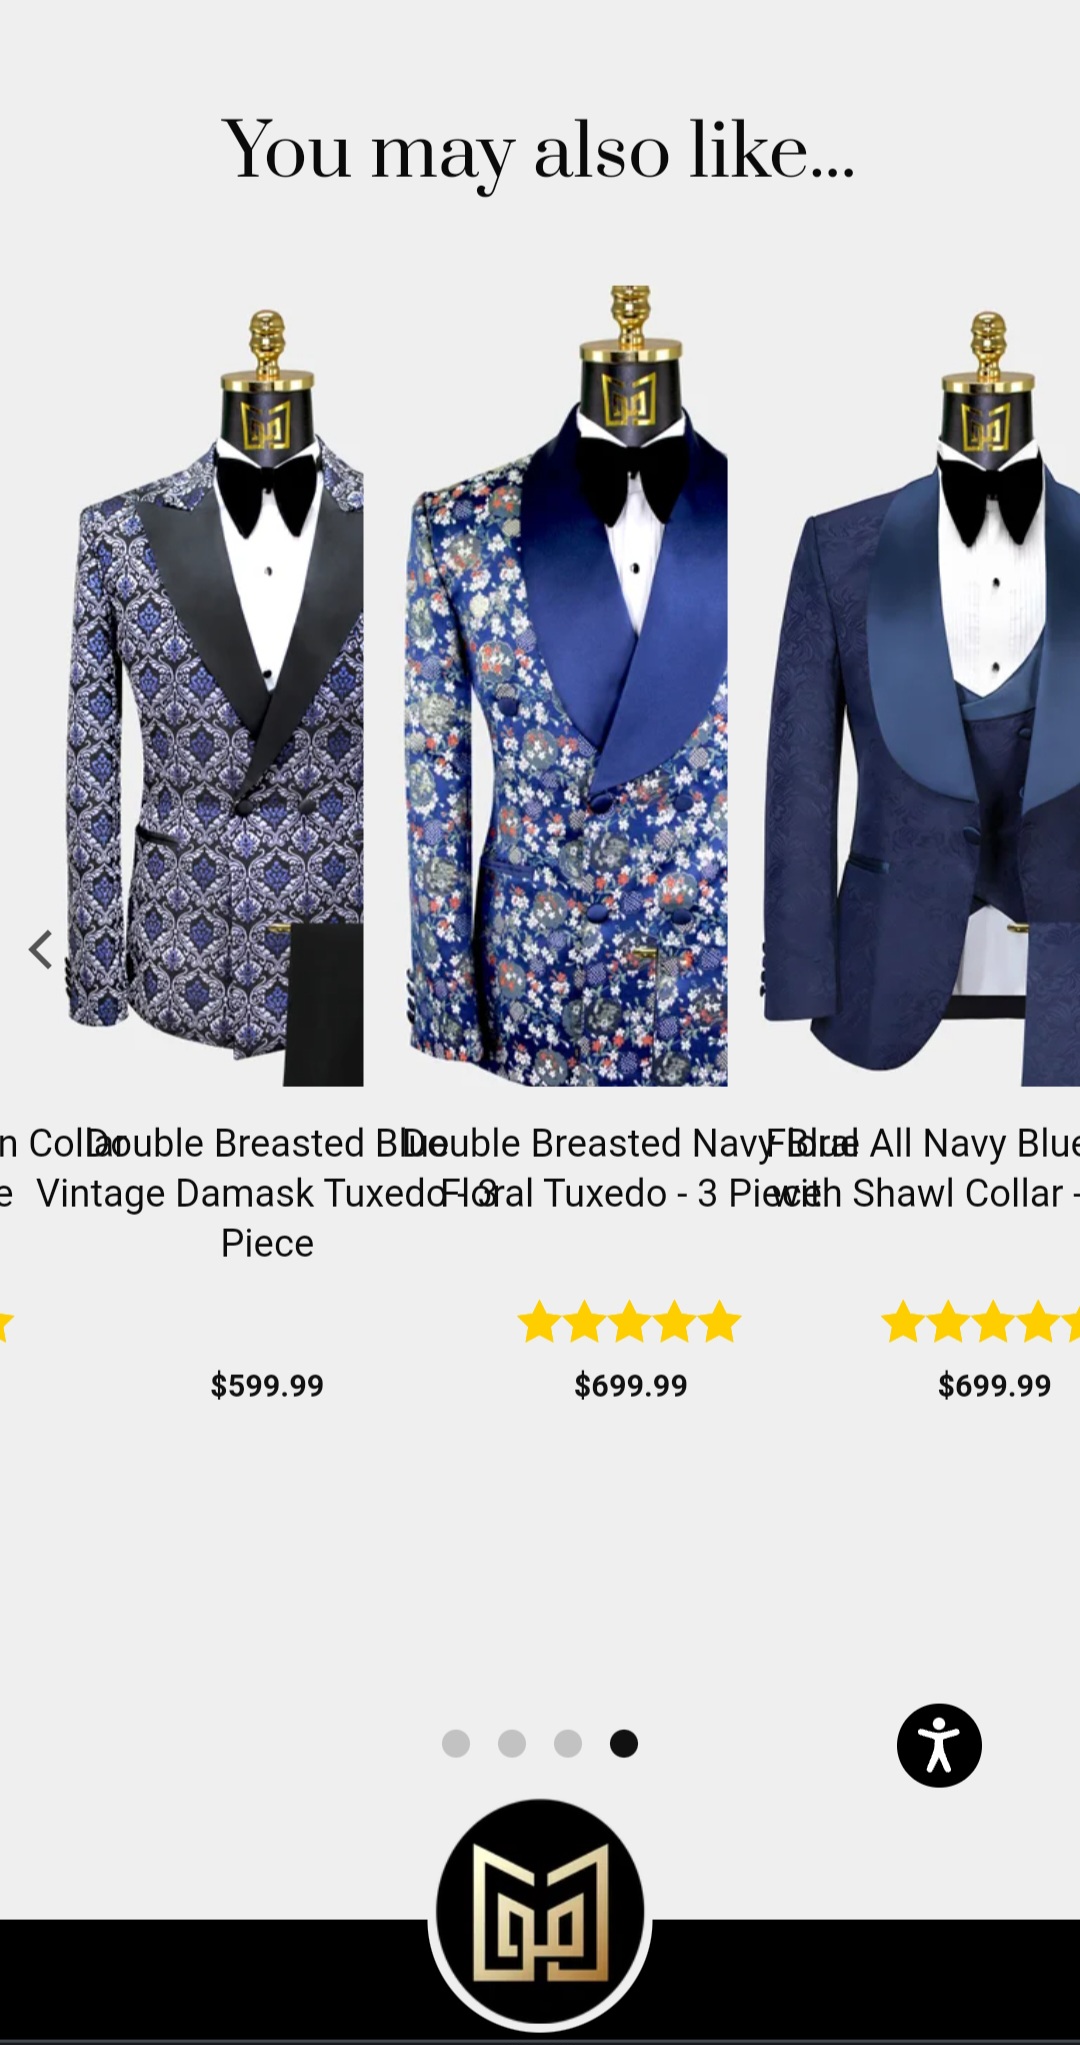 You may also like...
n Collar
e
Double Breasted Blue
Vintage Damask Tuxedo - 3
Piece
Double Breasted Navy Blue
Floral Tuxedo - 3 Piece
Floral All Navy Blue
with Shawl Collar -
$599.99
$699.99
$699.99